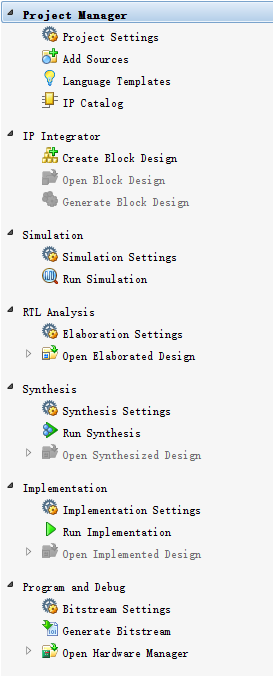 Project Manager
Project Settings
Add Sources
Language Templates
IP Catalog
IP Integrator
Create Block Design
Open Block Design
Generate Block Design
Simulation
Simulation Settings
Run Simulation
RTL Analysis
Elaboration Settings
Open Elaborated Design
Synthesis
Synthesis Settings
Run Synthesis
Open Synthesized Design
Implementation
Implementation Settings
Run Implementation
Open Implemented Design
Program and Debug
Bitstream Settings
Generate Bitstream
Open Hardware Manager